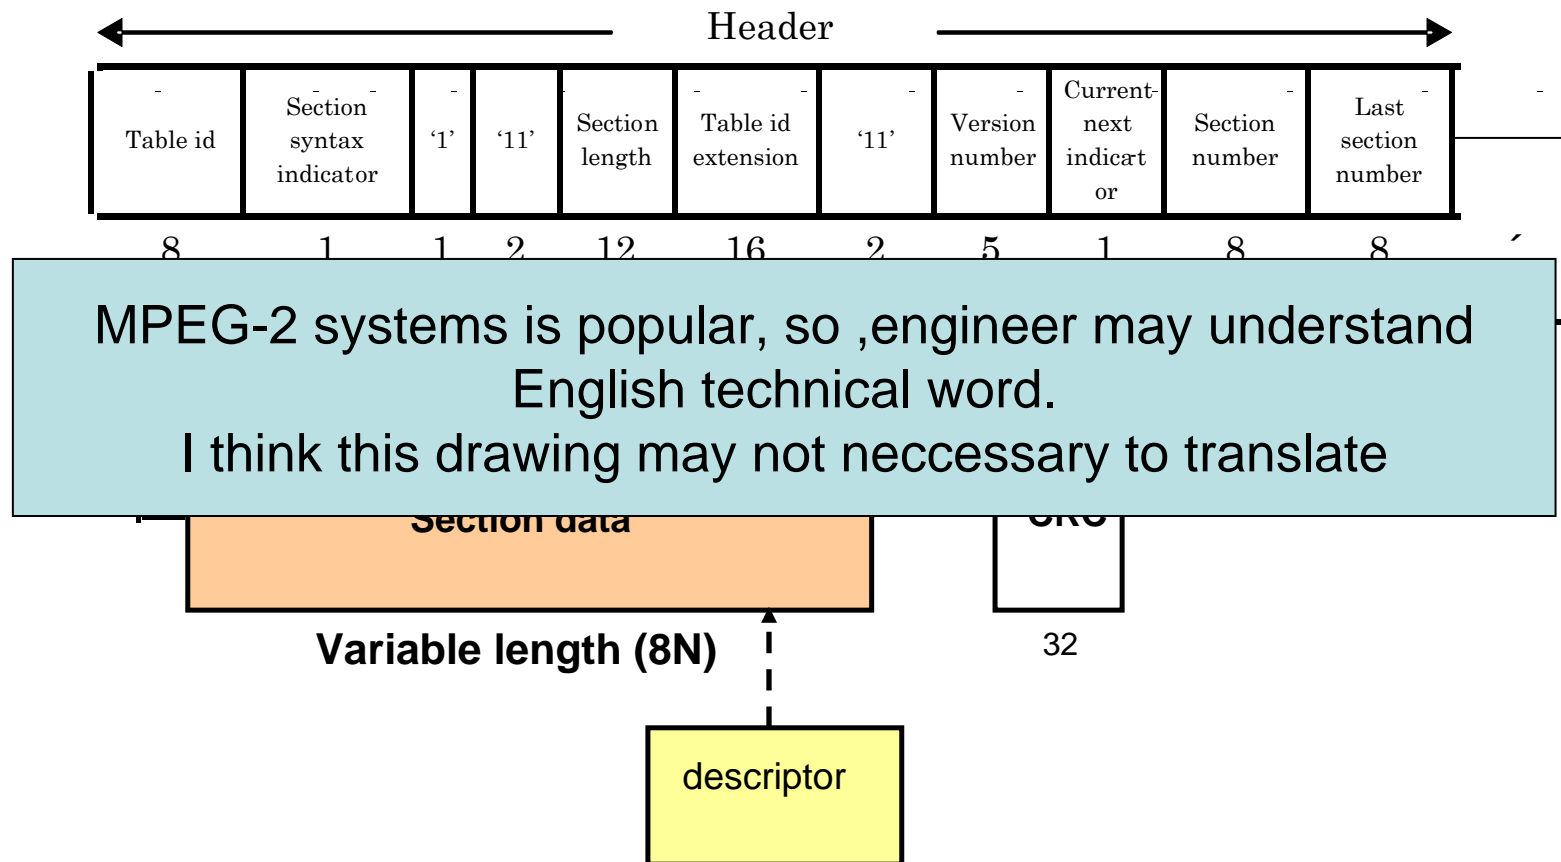 Header
Table id
Section
syntax
indicator
‘1’
‘11’
Section
length
Table id
extension
‘11’
Version
number
Current
next
indicat
or
Section
number
Last
section
number
8 1 1 2 12 16 2 5 1 8 8
MPEG-2 systems is popular, so ,engineer may understand
English technical word.
I think this drawing may not neccessary to translate
Section data
CRC
Variable length (8N)
32
descriptor